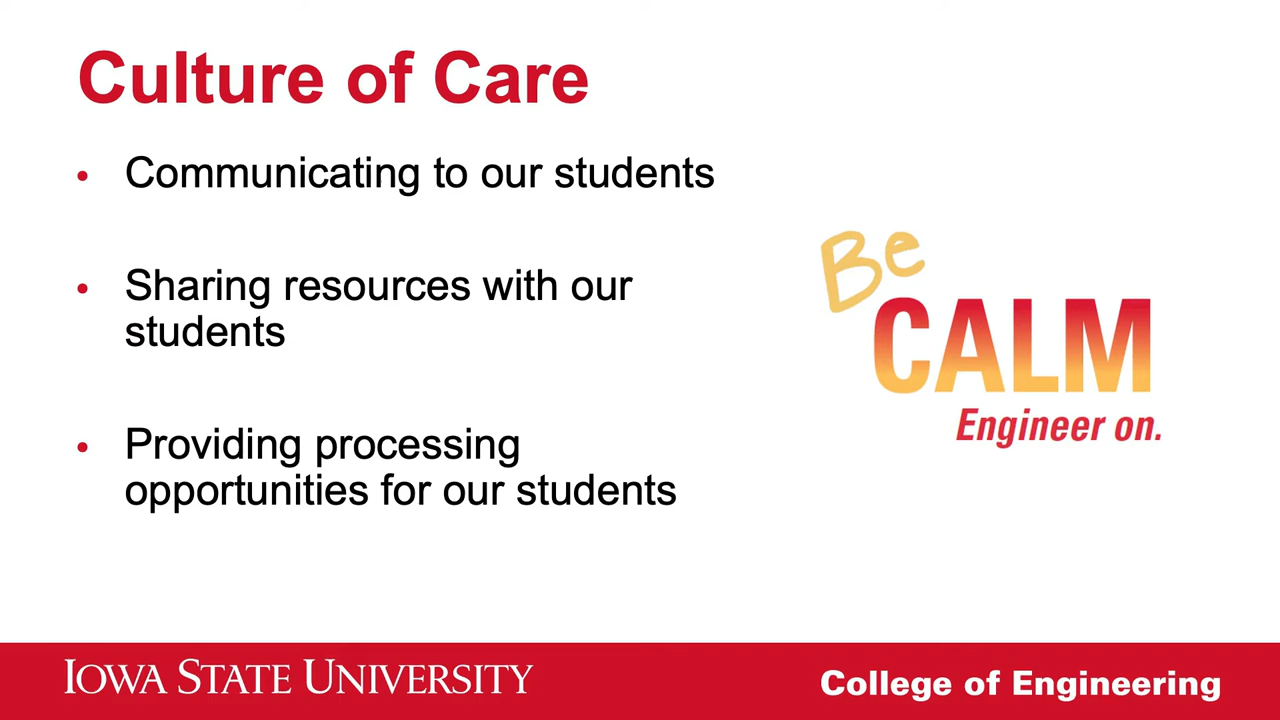 Culture of Care
• Communicating to our students
• Sharing resources with our
students
• Providing processing
opportunities for our students
Be
CALM
Engineer on.
IOWA STATE UNIVERSITY
College of Engineering